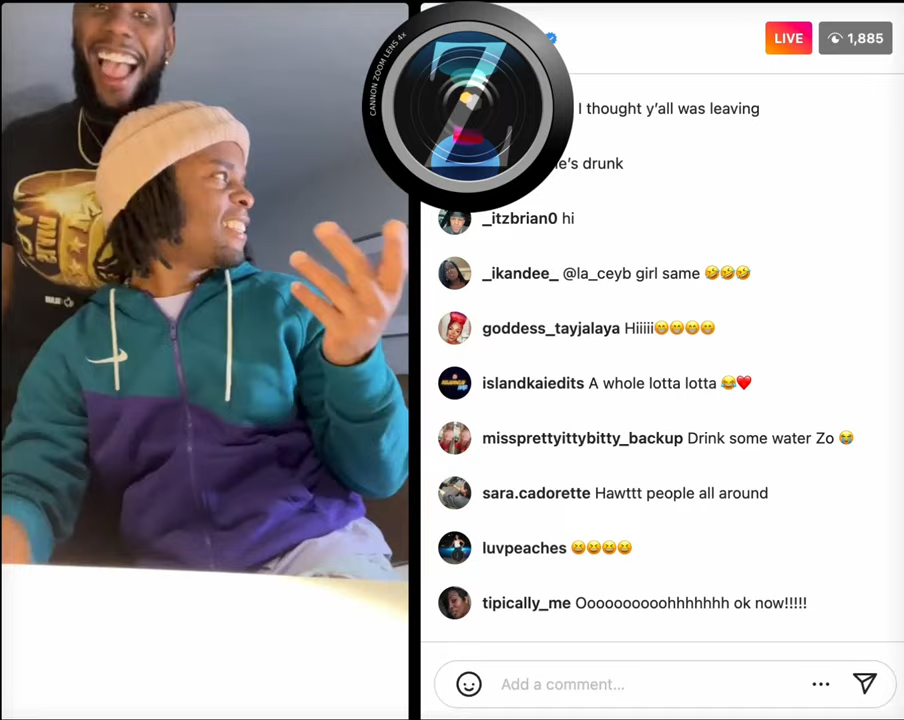 CANNON ZOOM LENS 4x
Z
LIVE 1,885
I thought y’all was leaving
e’s drunk
_itzbrian0 hi
_ikandee_ @la_ceyb girl same 🤣🤣🤣
goddess_tayjalaya Hiiiii😁😁😁😁
islandkaiedits A whole lotta lotta 😂❤️
missprettyittybitty_backup Drink some water Zo 😭
sara.cadorette Hawttt people all around
luvpeaches 😆😆😆😆
tipically_me Ooooooooohhhhhhh ok now!!!!!
Add a comment...